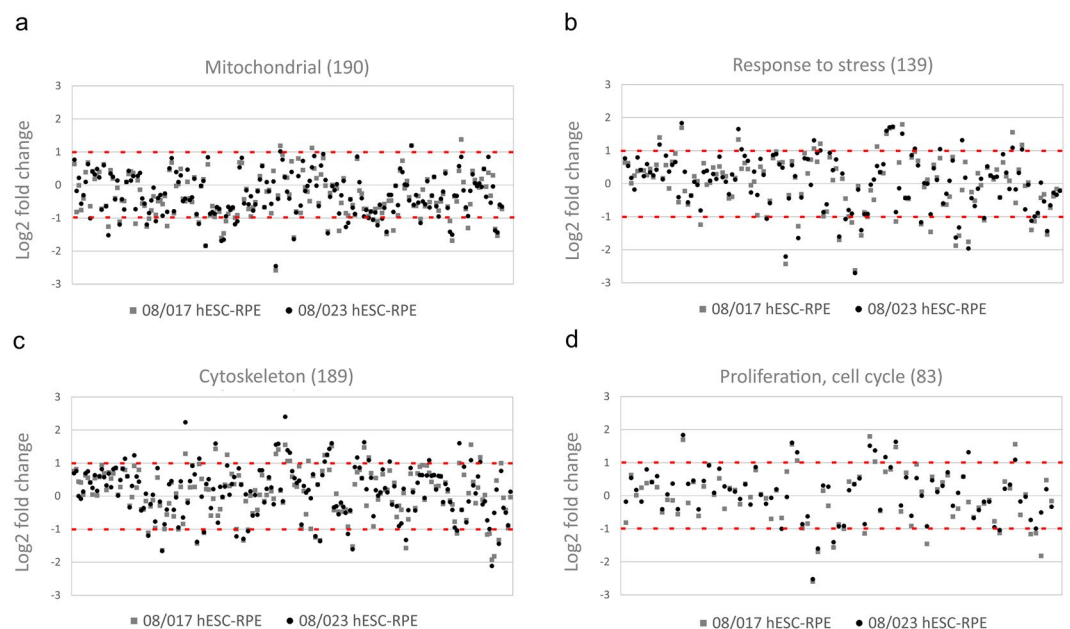 a
Mitochondrial (190)
Log2 fold change
3
2
1
0
-1
-2
-3
08/017 hESC-RPE
08/023 hESC-RPE
b
Response to stress (139)
Log2 fold change
3
2
1
0
-1
-2
-3
08/017 hESC-RPE
08/023 hESC-RPE
c
Cytoskeleton (189)
Log2 fold change
3
2
1
0
-1
-2
-3
08/017 hESC-RPE
08/023 hESC-RPE
d
Proliferation, cell cycle (83)
Log2 fold change
3
2
1
0
-1
-2
-3
08/017 hESC-RPE
08/023 hESC-RPE